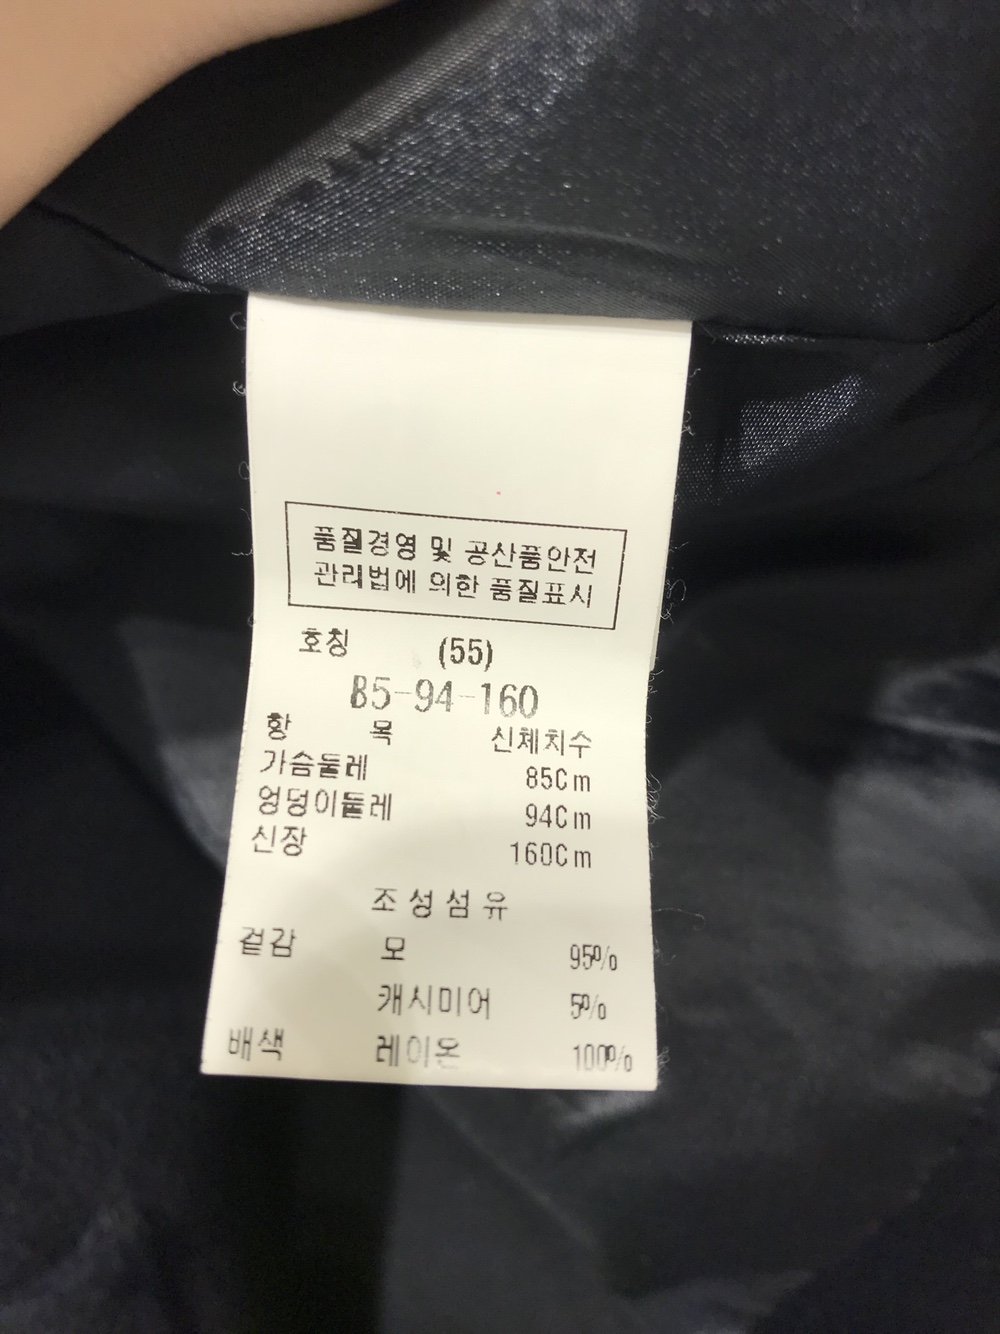 품질경영 및 공산품안전
관리법에 의한 품질표시
호칭 (55)
85-94-160
항 목 신체치수
가슴둘레 85Cm
엉덩이둘레 94Cm
신장 160Cm
조성섬유
겉감 모 95%
캐시미어 5%
배색 레이온 100%